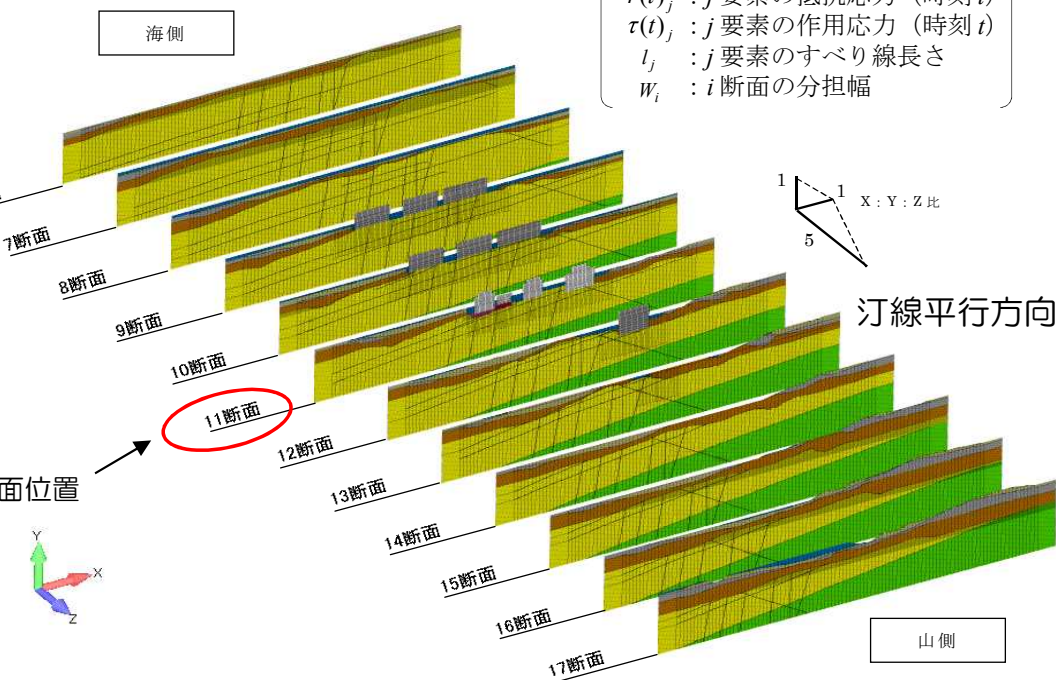 海側
τ(t)j : j 要素の作用応力（時刻 t）
lj : j 要素のすべり線長さ
Wi : i 断面の分担幅
1
1
5
X：Y：Z 比
7断面
8断面
9断面
10断面
11断面
12断面
13断面
14断面
15断面
16断面
17断面
汀線平行方向
面位置
Y
X
Z
山側